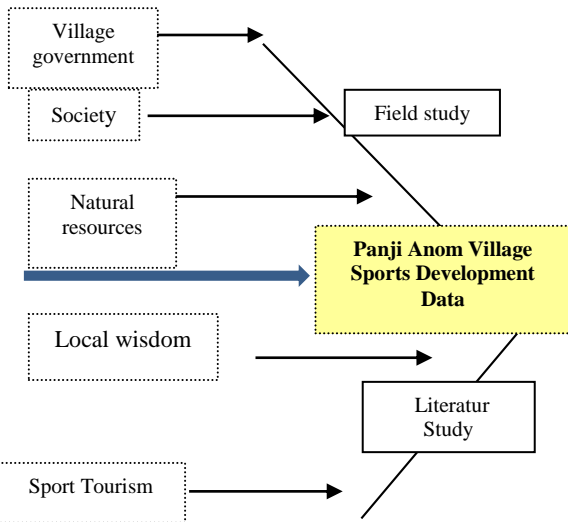 Village
government
Society
Field study
Natural
resources
Panji Anom Village
Sports Development
Data
Local wisdom
Literatur
Study
Sport Tourism